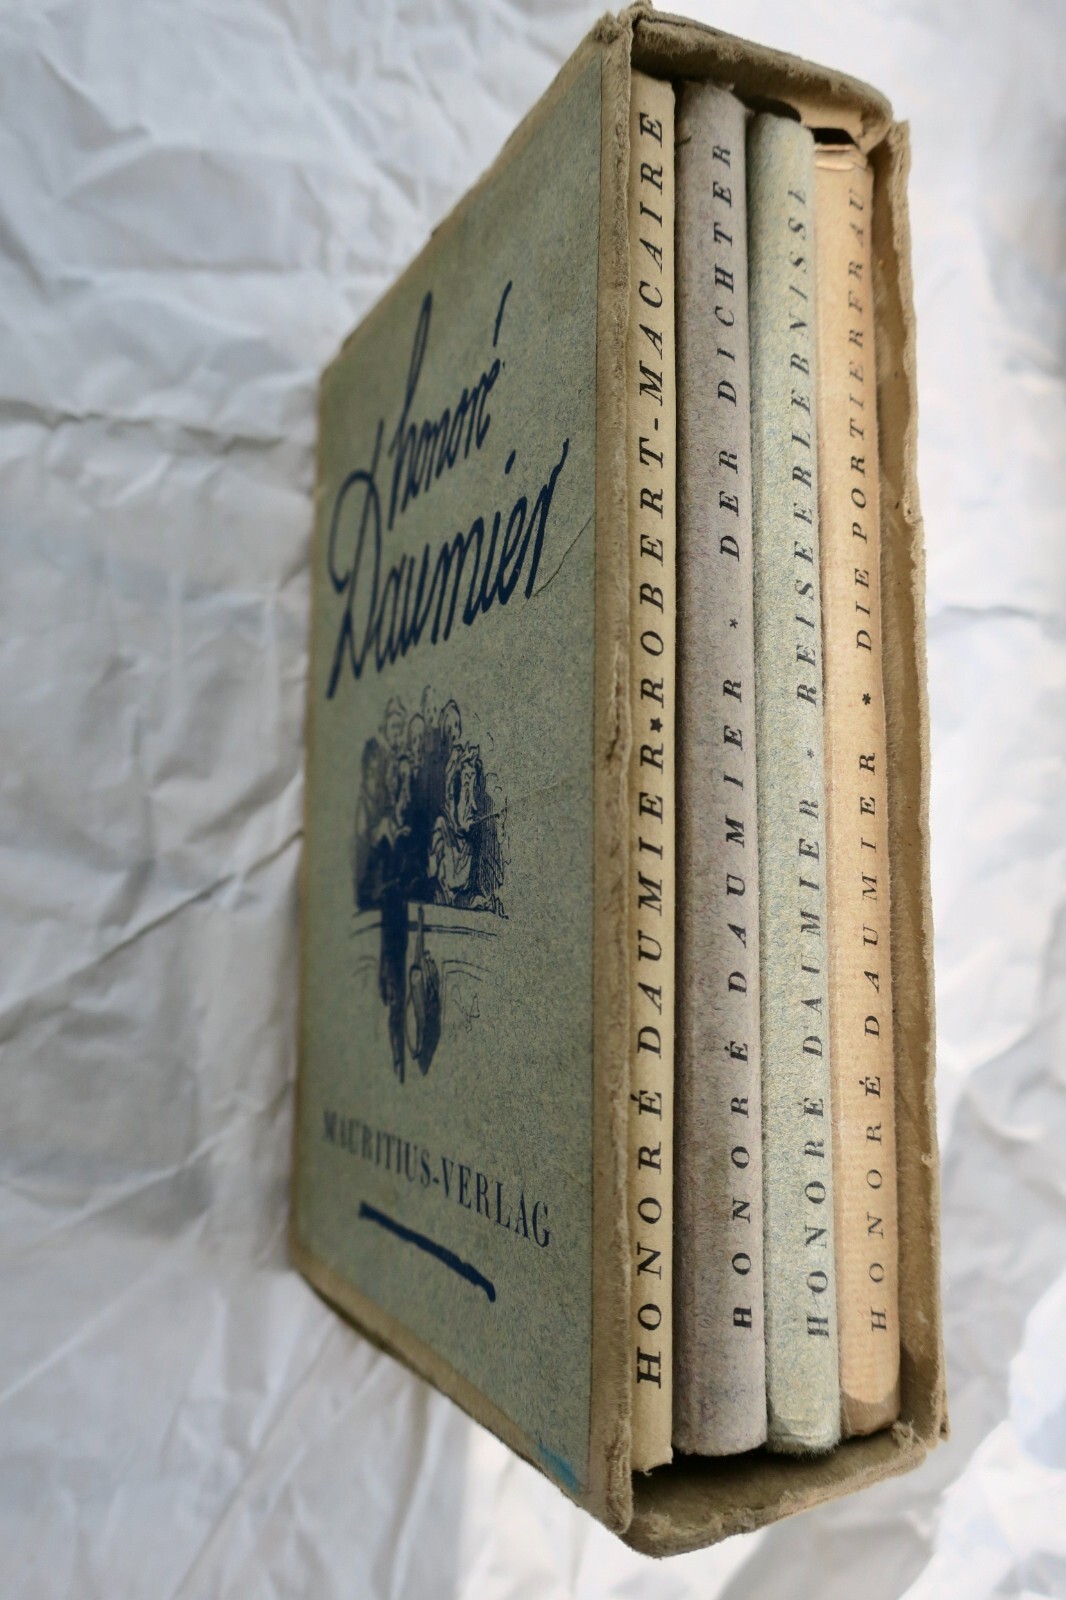 honoré
Daumier
MAURITIUS-VERLAG
HONORÉ DAUMIER * ROBERT-MACAIRE
HONORÉ DAUMIER * DER DICHTER
HONORÉ DAUMIER * REISEERLEBNISSE
HONORÉ DAUMIER * DIE PORTIERFRAU